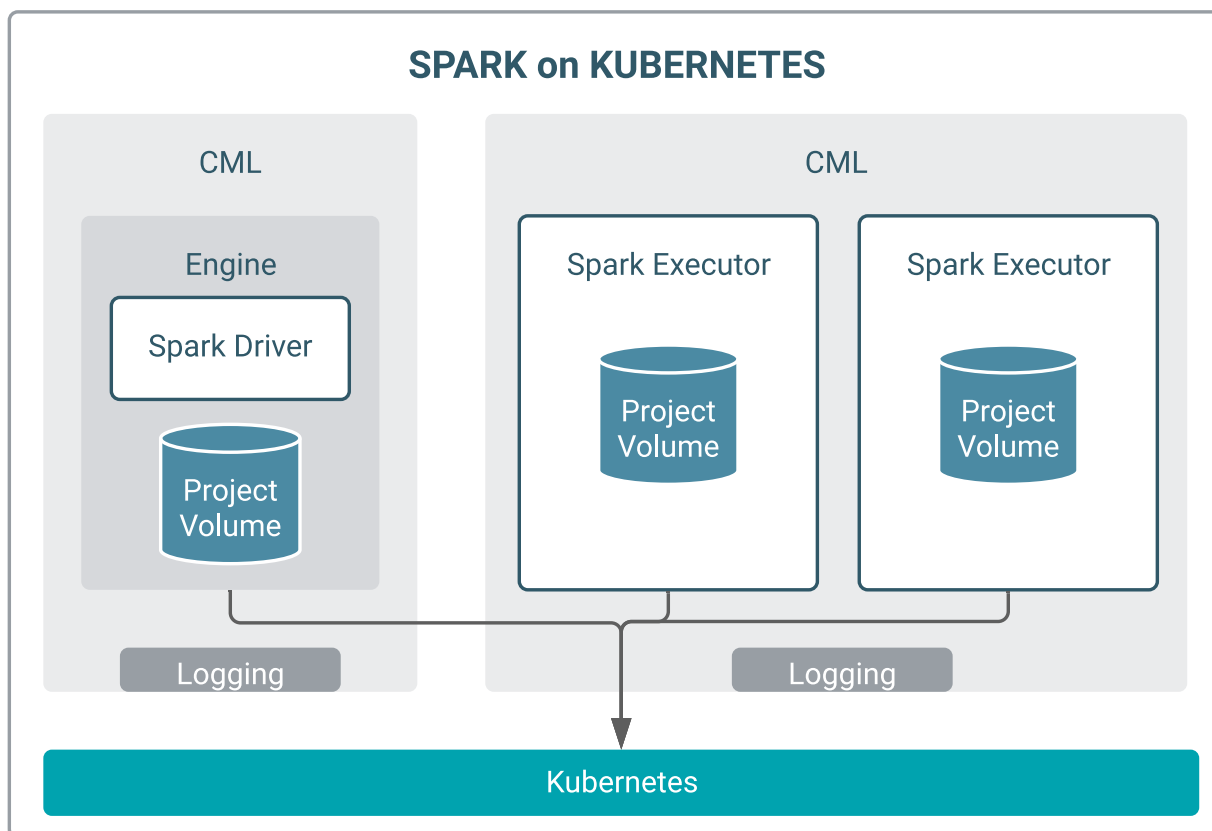 SPARK on KUBERNETES
CML
Engine
Spark Driver
Project
Volume
Logging
CML
Spark Executor
Project
Volume
Spark Executor
Project
Volume
Logging
Kubernetes